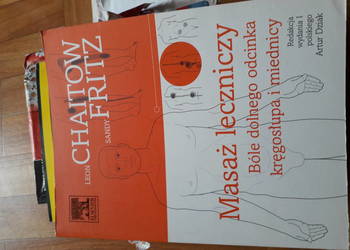 LEON
CHAITOW
SANDY
FRITZ
Masaż leczniczy
Bóle dolnego odcinka
kręgosłupa i miednicy
Redakcja
wydania I
polskiego
Artur Dziak